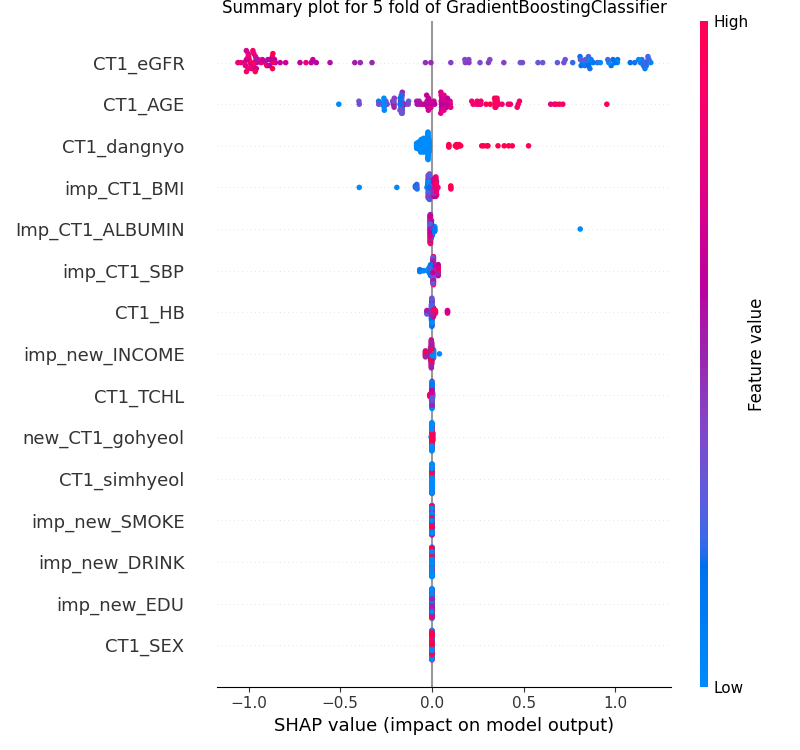 Summary plot for 5 fold of GradientBoostingClassifier
High
CT1_eGFR
CT1_AGE
CT1_dangnyo
imp_CT1_BMI
Imp_CT1_ALBUMIN
imp_CT1_SBP
CT1_HB
imp_new_INCOME
CT1_TCHL
new_CT1_gohyeol
CT1_simhyeol
imp_new_SMOKE
imp_new_DRINK
imp_new_EDU
CT1_SEX
Feature value
Low
−1.0 −0.5 0.0 0.5 1.0
SHAP value (impact on model output)